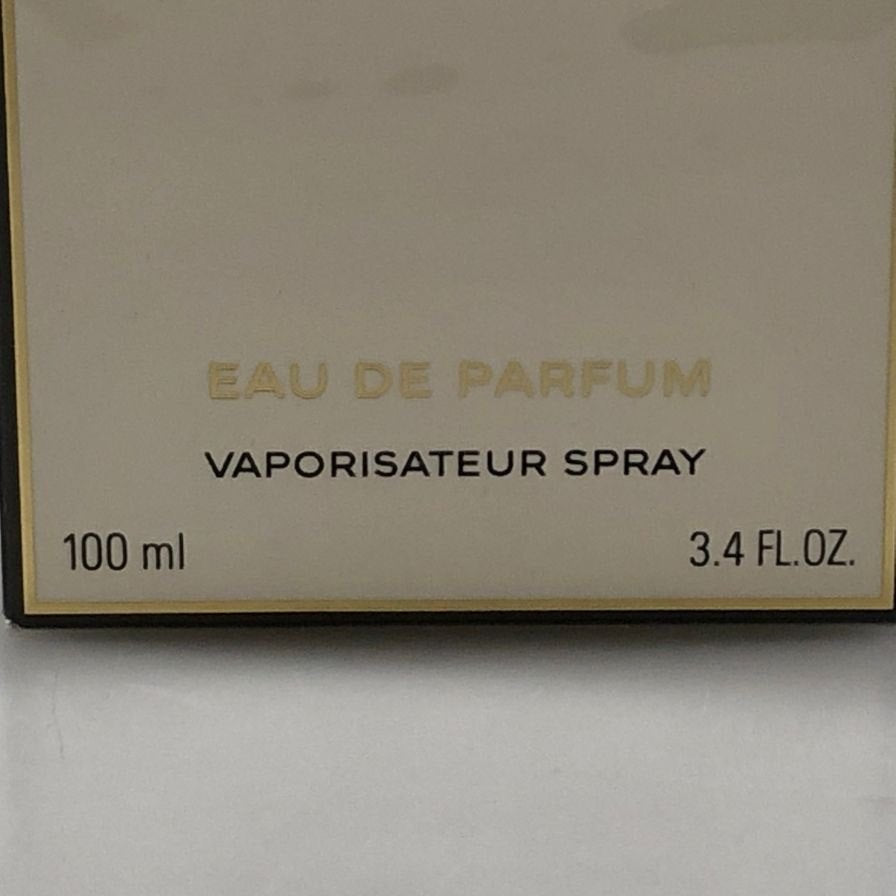 EAU DE PARFUM
VAPORISATEUR SPRAY
100 ml 3.4 FL.OZ.